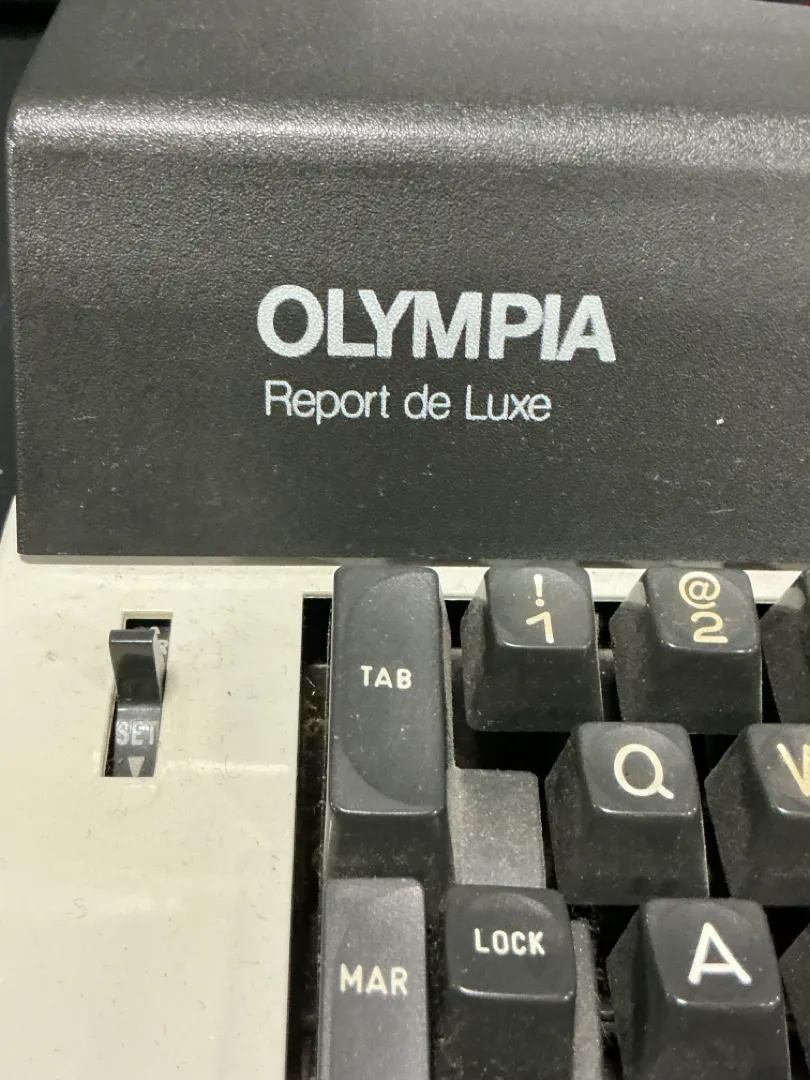 OLYMPIA
Report de Luxe
! @
TAB 1 2
SET
Q
LOCK
MAR A